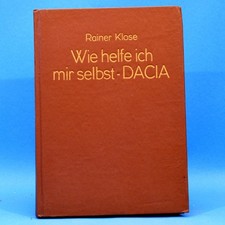 Rainer Klose
Wie helfe ich
mir selbst-DACIA